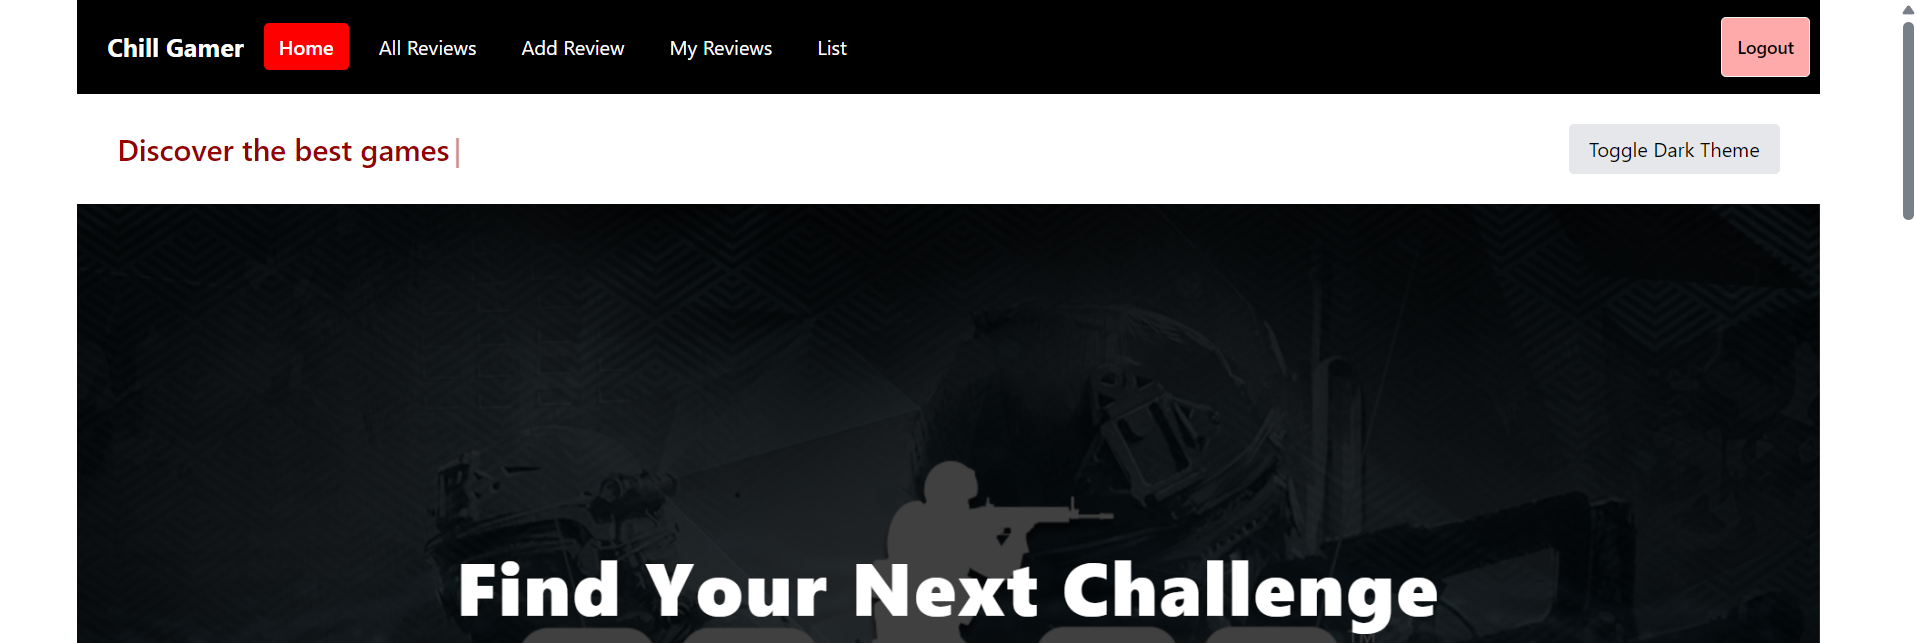 Chill Gamer Home All Reviews Add Review My Reviews List Logout
Discover the best games| Toggle Dark Theme
Find Your Next Challenge